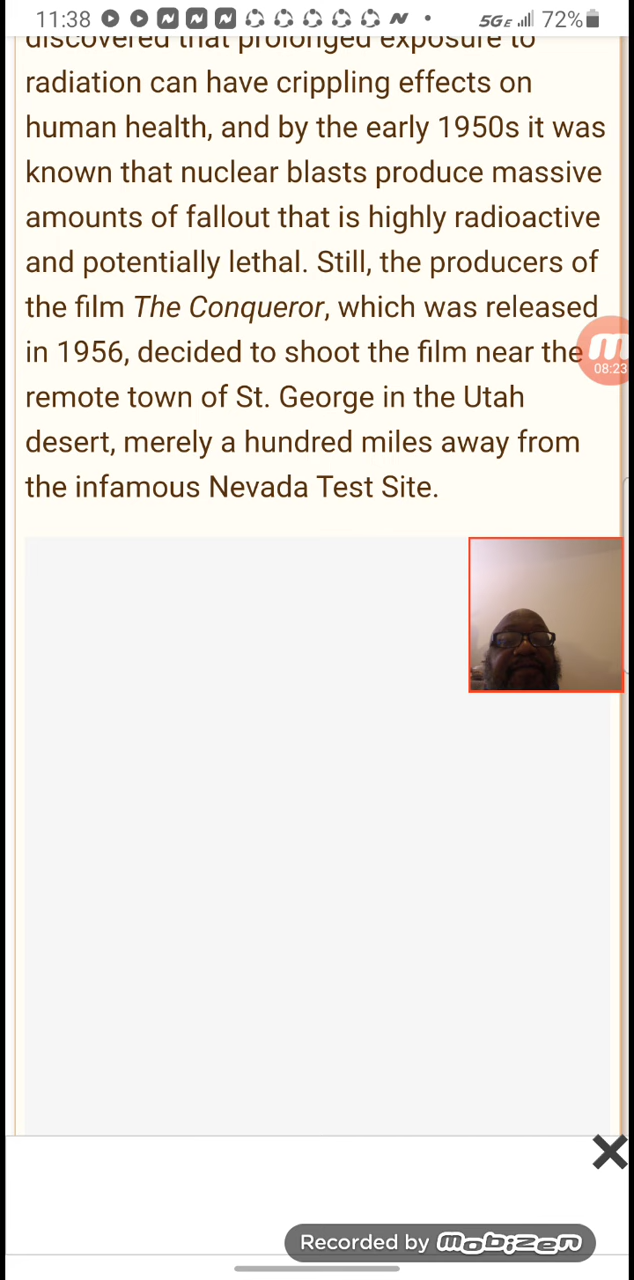 11:38 5GE 72%
discovered that prolonged exposure to
radiation can have crippling effects on
human health, and by the early 1950s it was
known that nuclear blasts produce massive
amounts of fallout that is highly radioactive
and potentially lethal. Still, the producers of
the film The Conqueror, which was released
in 1956, decided to shoot the film near the
08:23
remote town of St. George in the Utah
desert, merely a hundred miles away from
the infamous Nevada Test Site.
Recorded by mobizen